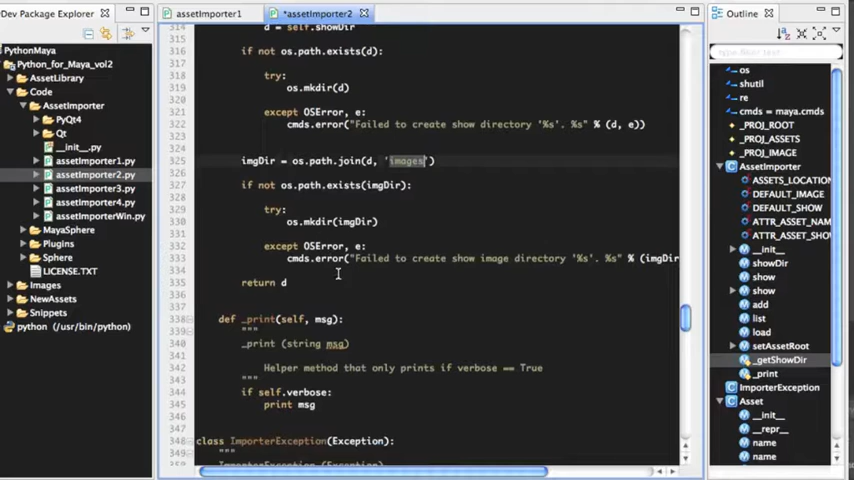 Dev Package Explorer
PythonMaya
Python_for_Maya_vol2
AssetLibrary
Code
AssetImporter
PyQt4
Qt
__init__.py
assetImporter1.py
assetImporter2.py
assetImporter3.py
assetImporter4.py
assetImporterWin.py
MayaSphere
Plugins
Sphere
LICENSE.TXT
Images
NewAssets
Snippets
python (/usr/bin/python)
assetImporter1
*assetImporter2
314 d = self.showDir
315
316 if not os.path.exists(d):
317
318 try:
319 os.mkdir(d)
320
321 except OSError, e:
322 cmds.error("Failed to create show directory '%s'. %s" % (d, e))
324
325 imgDir = os.path.join(d, 'images')
326
327 if not os.path.exists(imgDir):
328
329 try:
330 os.mkdir(imgDir)
331
332 except OSError, e:
333 cmds.error("Failed to create show image directory '%s'. %s" % (imgDir
334
335 return d
336
337
338 def _print(self, msg):
339 """
340 _print (string msg)
341
342 Helper method that only prints if verbose == True
343 """
344 if self.verbose:
345 print msg
346
347
348 class ImporterException(Exception):
349 """
350 ImporterException (Exception)
Outline
os
shutil
re
cmds = maya.cmds
_PROJ_ROOT
_PROJ_ASSETS
_PROJ_IMAGE
AssetImporter
ASSETS_LOCATION
DEFAULT_IMAGE
DEFAULT_SHOW
ATTR_ASSET_NAM
ATTR_ASSET_SHO
__init__
showDir
show
show
add
list
load
setAssetRoot
_getShowDir
_print
ImporterException
Asset
__init__
__repr__
name
name